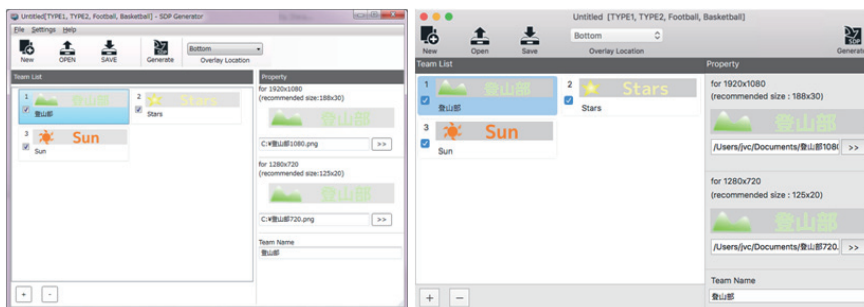 Untitled[TYPE1, TYPE2, Football, Basketball] - SDP Generator
File Settings Help
New
OPEN
SAVE
Generate
Bottom
Overlay Location
Team List
Property
1
登山部
登山部
2
Stars
Stars
3
Sun
Sun
for 1920x1080
(recommended size:188x30)
登山部
C:¥登山部1080.png
>>
for 1280x720
(recommended size:125x20)
登山部
C:¥登山部720.png
>>
Team Name
登山部
+
-
Untitled [TYPE1, TYPE2, Football, Basketball]
New
Open
Save
Bottom
Overlay Location
SDP
Generate
Team List
Property
1
登山部
登山部
2
Stars
Stars
3
Sun
Sun
for 1920x1080
(recommended size : 188x30)
登山部
/Users/jvc/Documents/登山部1080
>>
for 1280x720
(recommended size : 125x20)
登山部
/Users/jvc/Documents/登山部720.
>>
Team Name
登山部
+
−